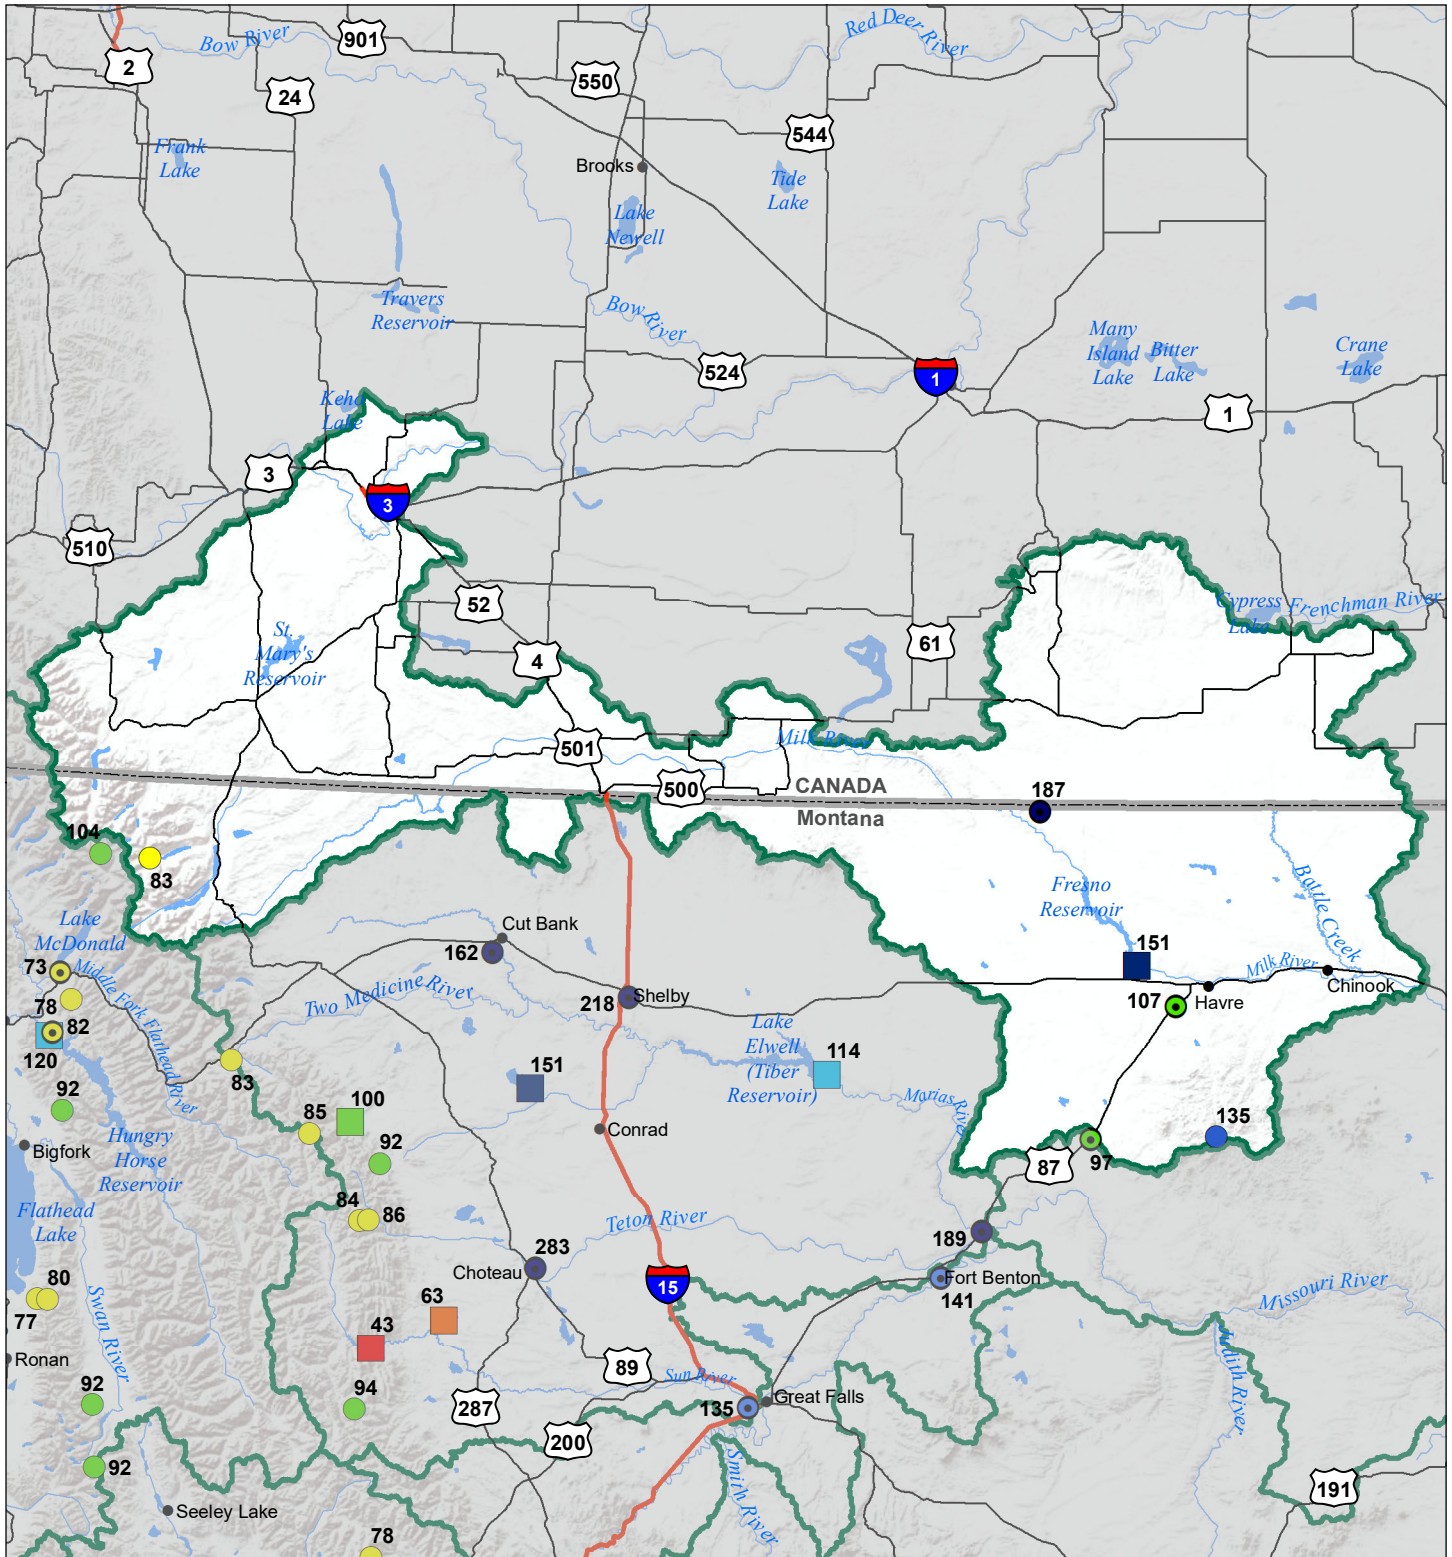 Bow River
901
Red Deer River
2
24
550
544
Frank
Lake
Brooks
Tide
Lake
Lake
Newell
Travers
Reservoir
Bow River
524
1
Many
Island
Lake
Bitter
Lake
Crane
Lake
1
Keho
Lake
3
3
510
52
4
61
Cypress
Lake
Frenchman River
St.
Mary's
Reservoir
501
500
Milk River
CANADA
Montana
187
104
83
Fresno
Reservoir
Battle Creek
Lake
McDonald
Cut Bank
162
151
Milk River
Chinook
73
Middle Fork Flathead River
78
82
120
Two Medicine River
218
Shelby
107
Havre
83
92
Lake
Elwell
(Tiber
Reservoir)
114
151
Marias River
85
100
92
Conrad
135
97
87
Bigfork
Hungry
Horse
Reservoir
Flathead
Lake
84
86
Teton River
189
283
Choteau
15
Fort Benton
141
Missouri River
80
77
Swan River
63
43
Judith River
Ronan
89
Sun River
92
94
287
135
Great Falls
200
92
Smith River
191
Seeley Lake
78